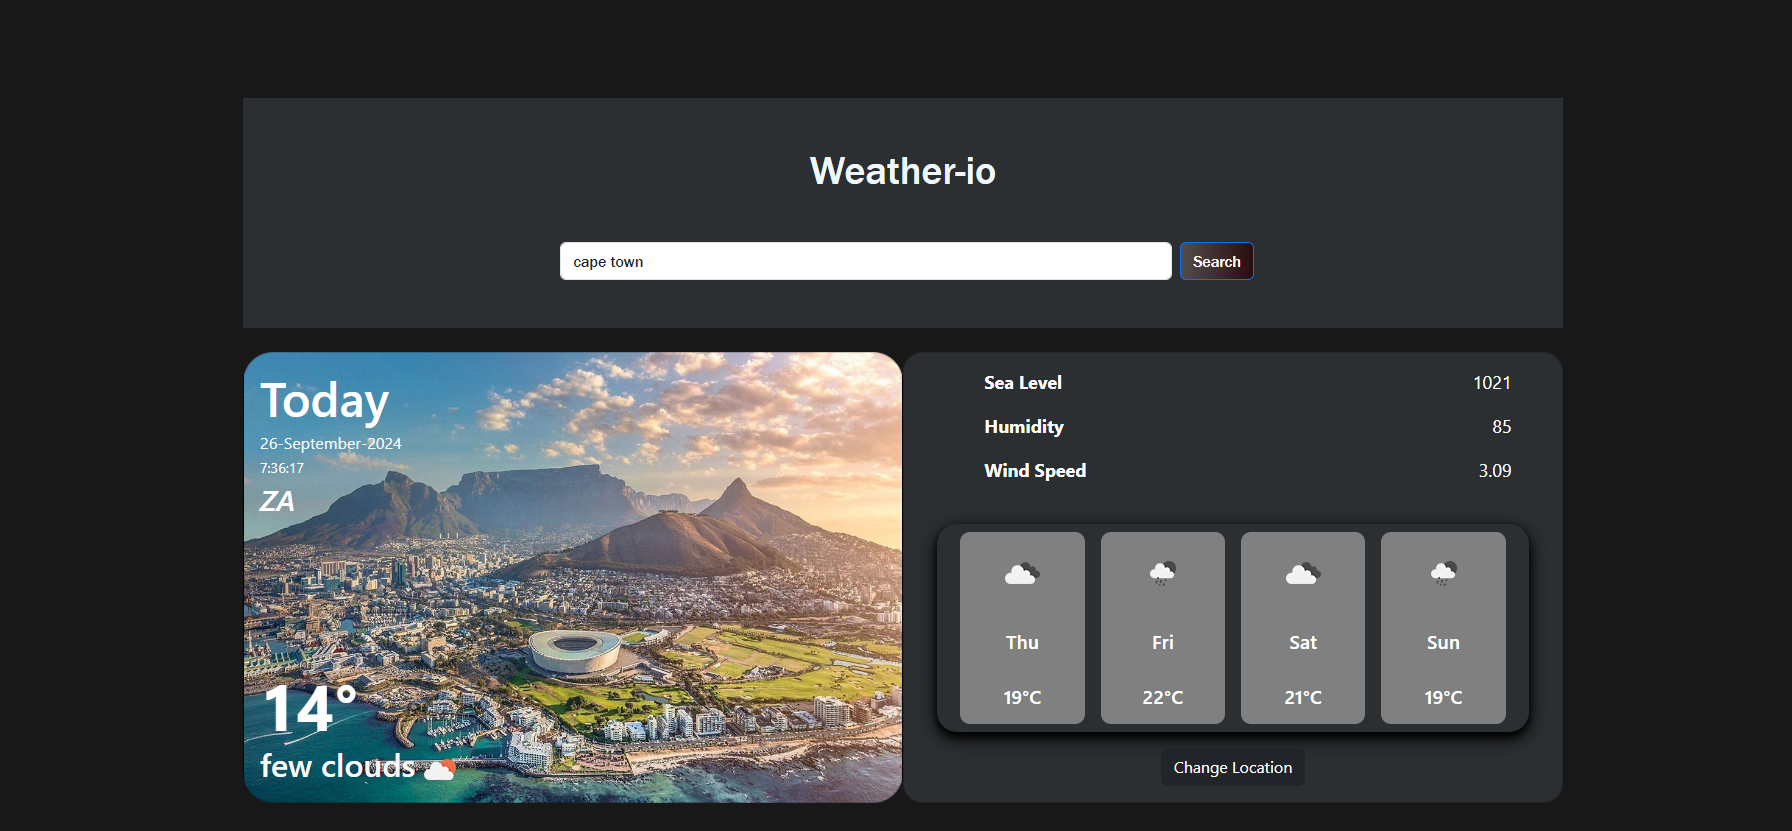 Weather-io
cape town
Search
Today
26-September-2024
7:36:17
ZA
14°
few clouds
Sea Level 1021
Humidity 85
Wind Speed 3.09
Thu Fri Sat Sun
19°C 22°C 21°C 19°C
Change Location